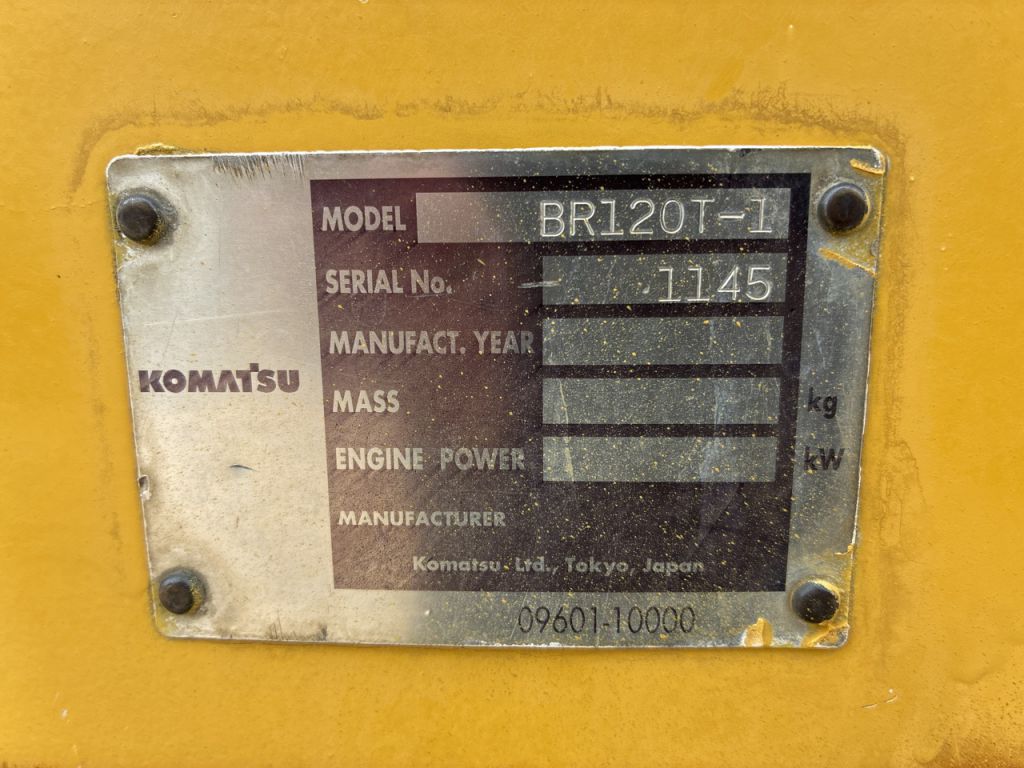 MODEL BR120T-1
SERIAL No. 1145
MANUFACT. YEAR
KOMATSU
MASS kg
ENGINE POWER kW
MANUFACTURER
Komatsu Ltd., Tokyo, Japan
09601-10000